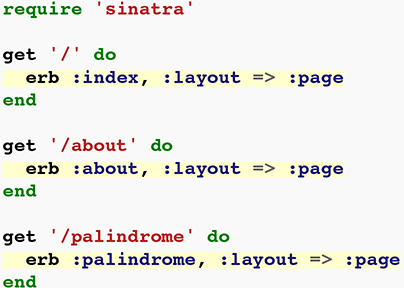 require 'sinatra'
get '/' do
  erb :index, :layout => :page
end
get '/about' do
  erb :about, :layout => :page
end
get '/palindrome' do
  erb :palindrome, :layout => :page
end